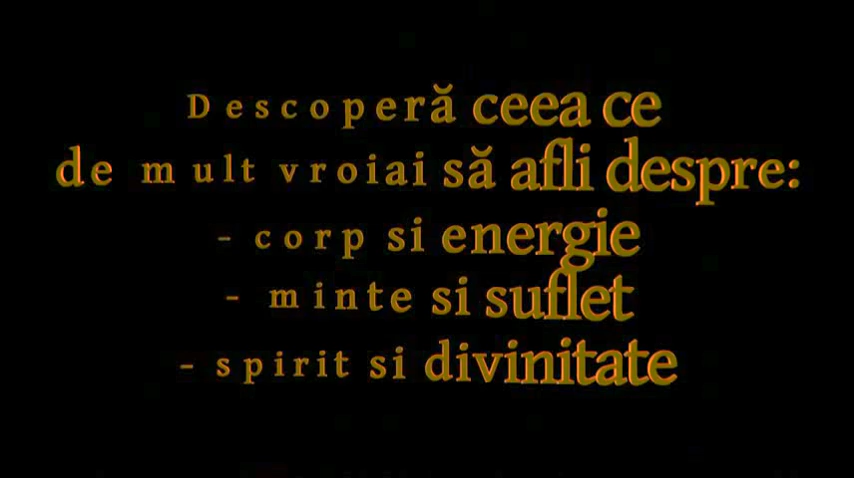 Descoperă ceea ce
de mult vroiai să afli despre:
- corp si energie
- minte si suflet
- spirit si divinitate